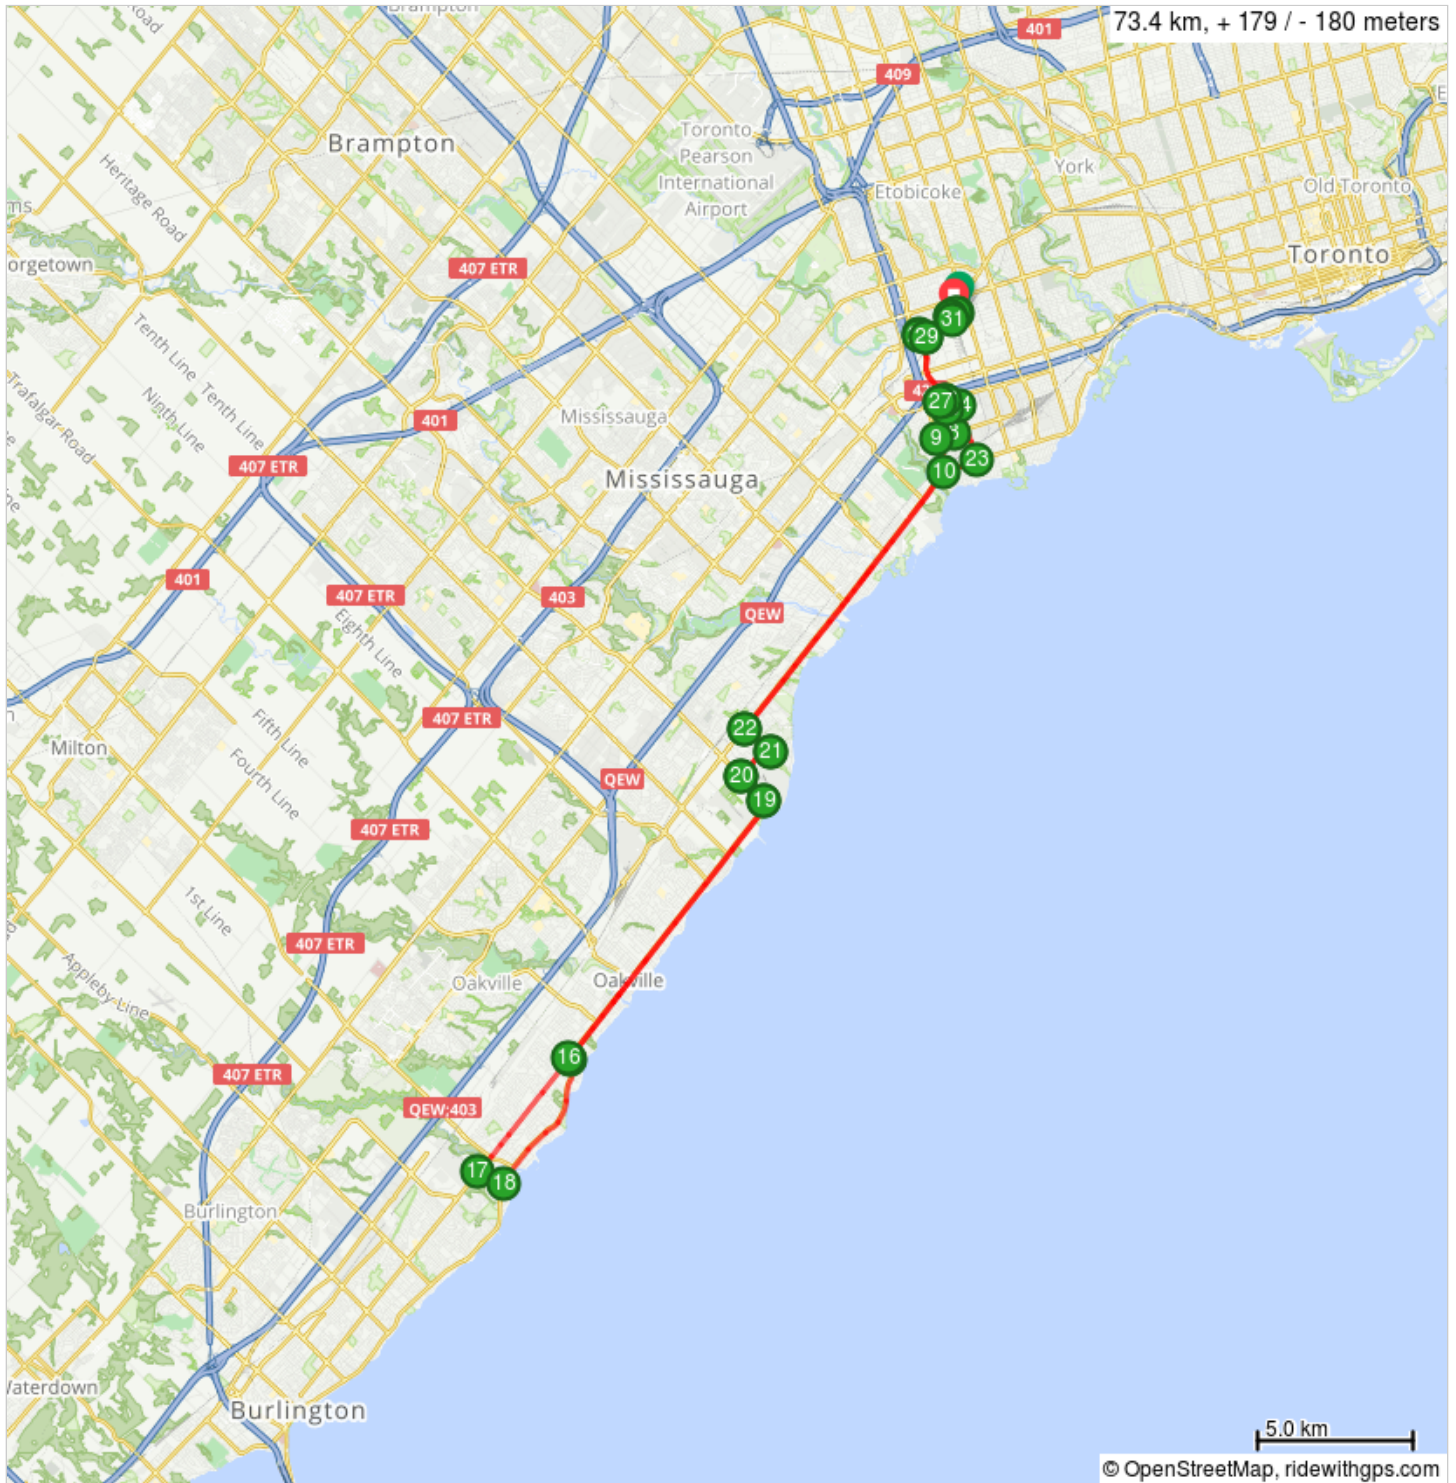 Brampton
73.4 km, + 179 / - 180 meters
401
409
Toronto
Pearson
International
Airport
Brampton
York
Etobicoke
Old Toronto
Heritage Road
Toronto
orgetown
407 ETR
31
29
Tenth Line
Tenth Line
Ninth Line
Trafalgar Road
27
Mississauga
401
9
23
10
407 ETR
Mississauga
401
407 ETR
403
QEW
Eighth Line
407 ETR
Fifth Line
Fourth Line
Milton
22
21
20
19
QEW
407 ETR
1st Line
407 ETR
Appleby Line
Oakville
Oakville
16
407 ETR
QEW;403
17
18
Burlington
Waterdown
Burlington
5.0 km
© OpenStreetMap, ridewithgps.com